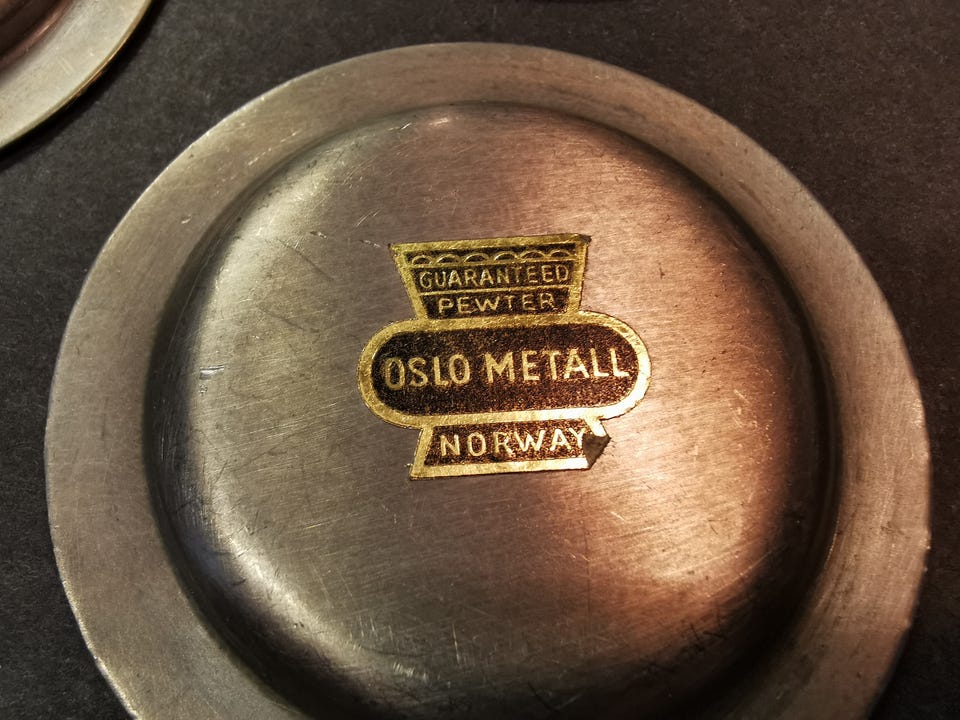 GUARANTEED
PEWTER
OSLO METALL
NORWAY